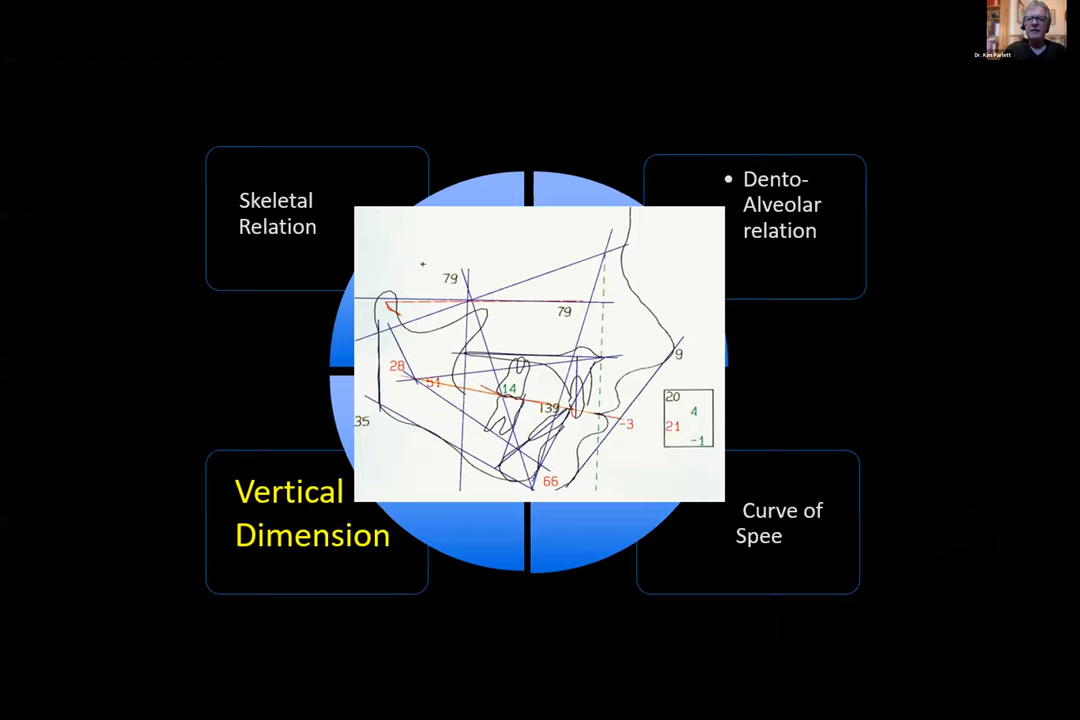 Dr. Kim Parlett
Skeletal
Relation
• Dento-
Alveolar
relation
79
79
9
28
51
14
139
-3
35
66
20
4
21
-1
Vertical
Dimension
Curve of
Spee